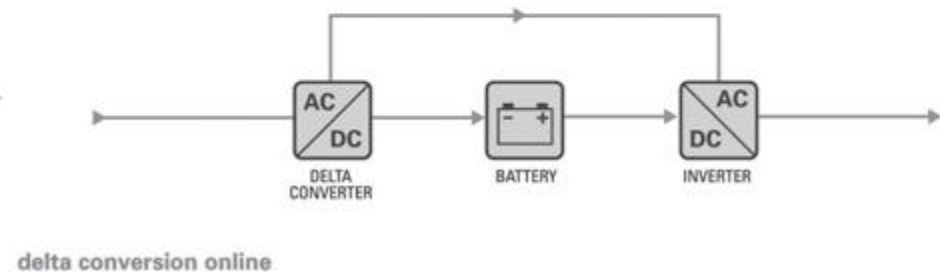 AC
DC
DELTA
CONVERTER
- +
BATTERY
AC
DC
INVERTER
delta conversion online